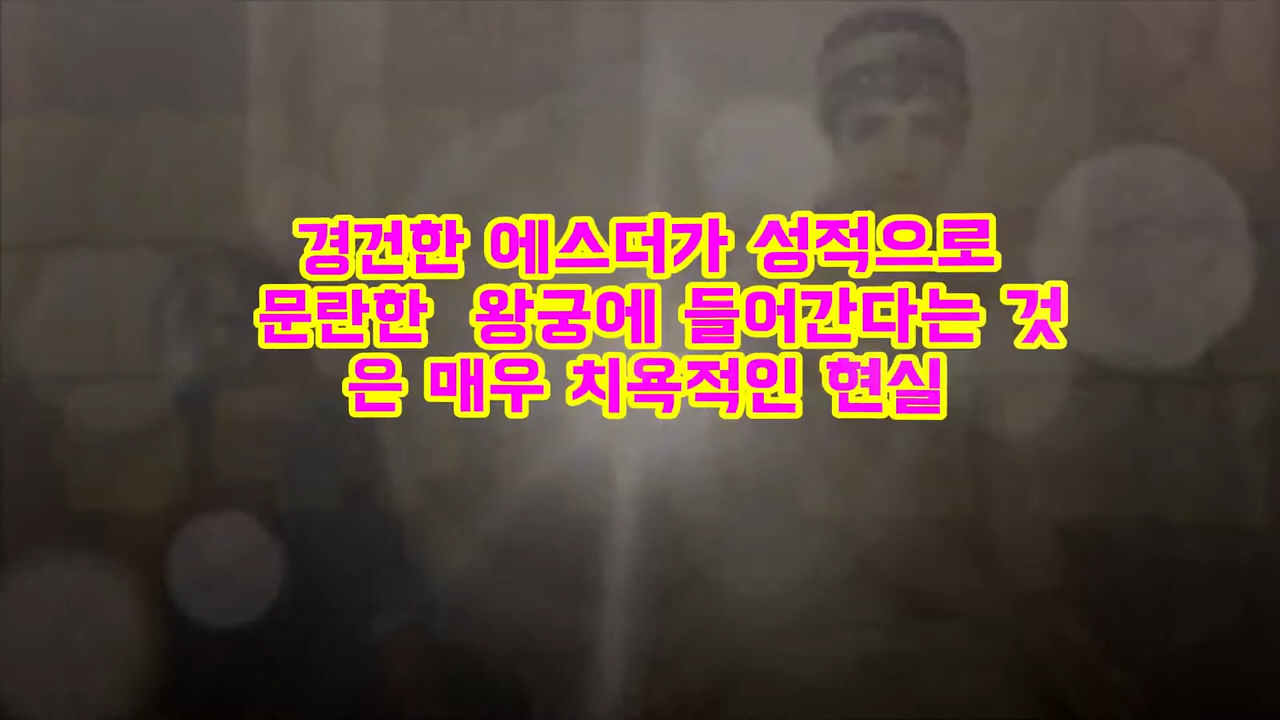 경건한 에스더가 성적으로
문란한 왕궁에 들어간다는 것
은 매우 치욕적인 현실